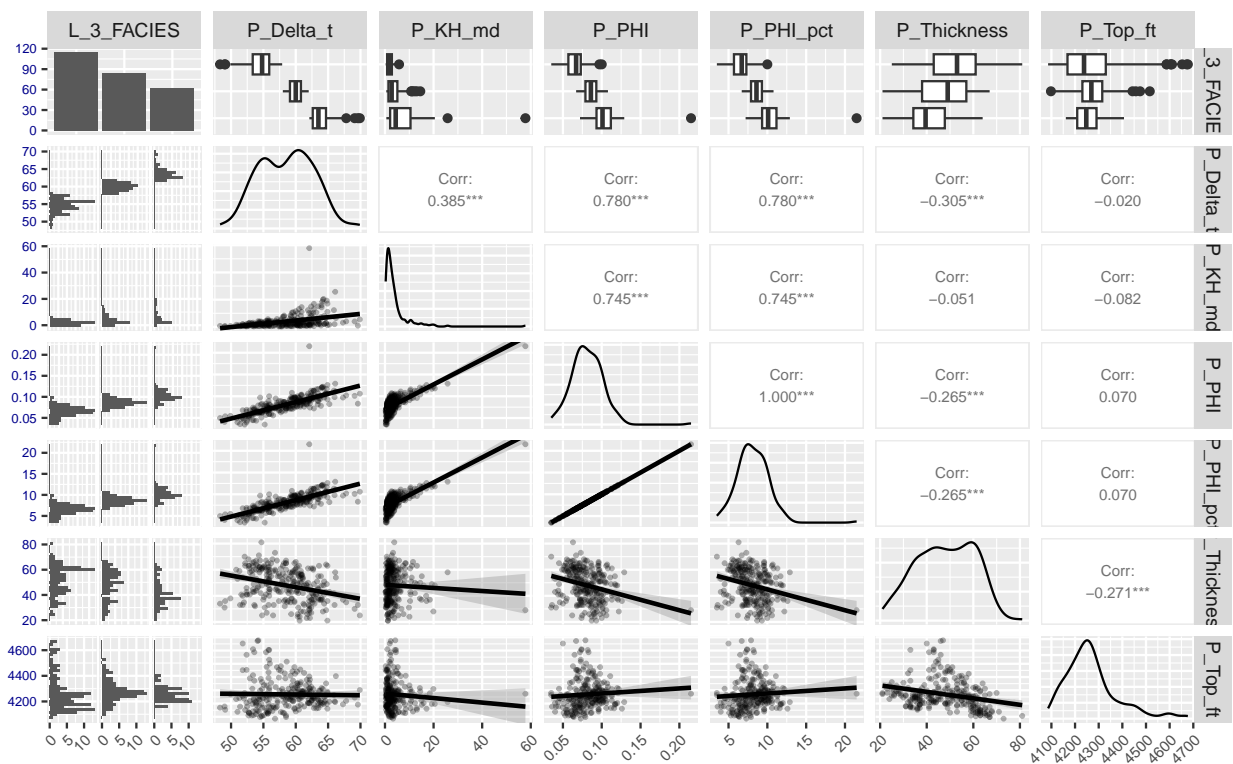 L_3_FACIES P_Delta_t P_KH_md P_PHI P_PHI_pct P_Thickness P_Top_ft
120
90
60
30
0
_3_FACIE
70
65
60
55
50
Corr: Corr: Corr: Corr: Corr:
0.385*** 0.780*** 0.780*** −0.305*** −0.020
P_Delta_t
60
40
20
0
Corr: Corr: Corr: Corr:
0.745*** 0.745*** −0.051 −0.082
P_KH_md
0.20
0.15
0.10
0.05
Corr: Corr: Corr:
1.000*** −0.265*** 0.070
P_PHI
20
15
10
5
Corr: Corr:
−0.265*** 0.070
P_PHI_pct
80
60
40
20
Corr:
−0.271***
_Thicknes
4600
4400
4200
P_Top_ft
0 5 10 0 5 10 0 5 10 50 55 60 65 70 0 20 40 60 0.05 0.10 0.15 0.20 5 10 15 20 20 40 60 80 4100 4200 4300 4400 4500 4600 4700